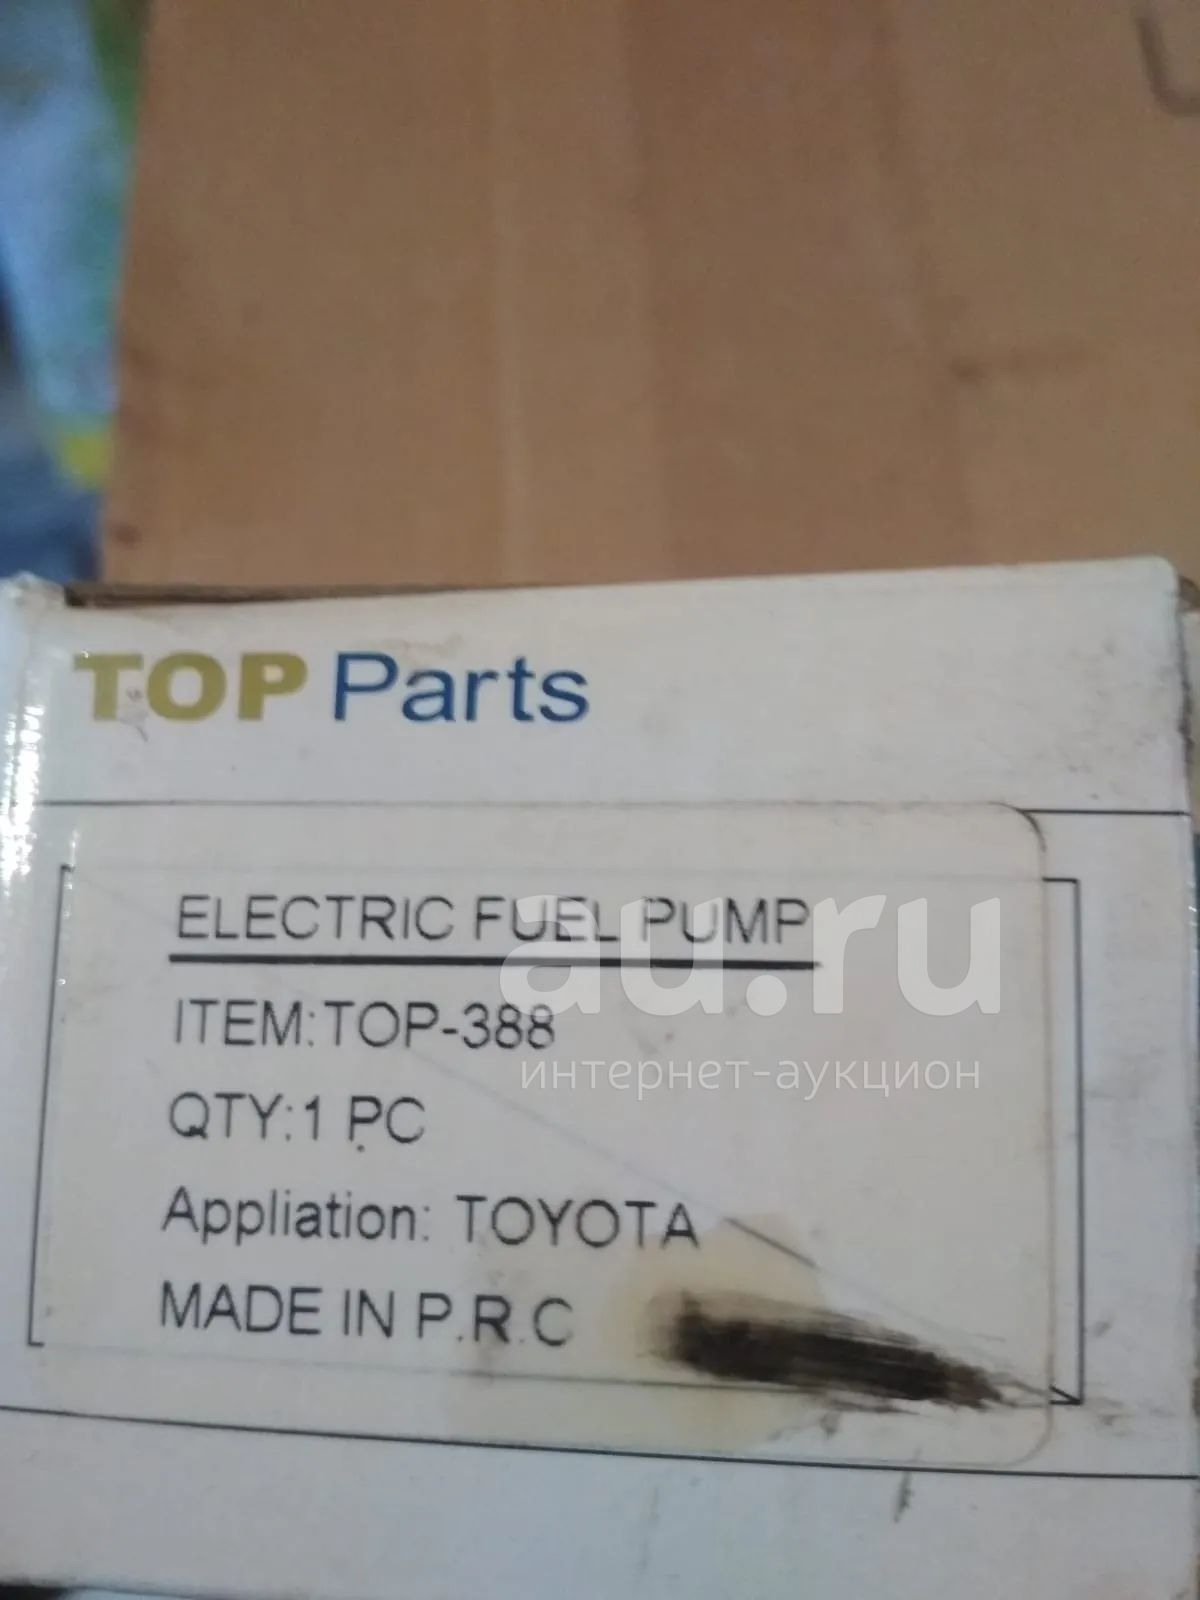 TOP Parts
ELECTRIC FUEL PUMP
ITEM:TOP-388
QTY:1 PC
Appliation: TOYOTA
MADE IN P.R.C
au.ru
интернет-аукцион